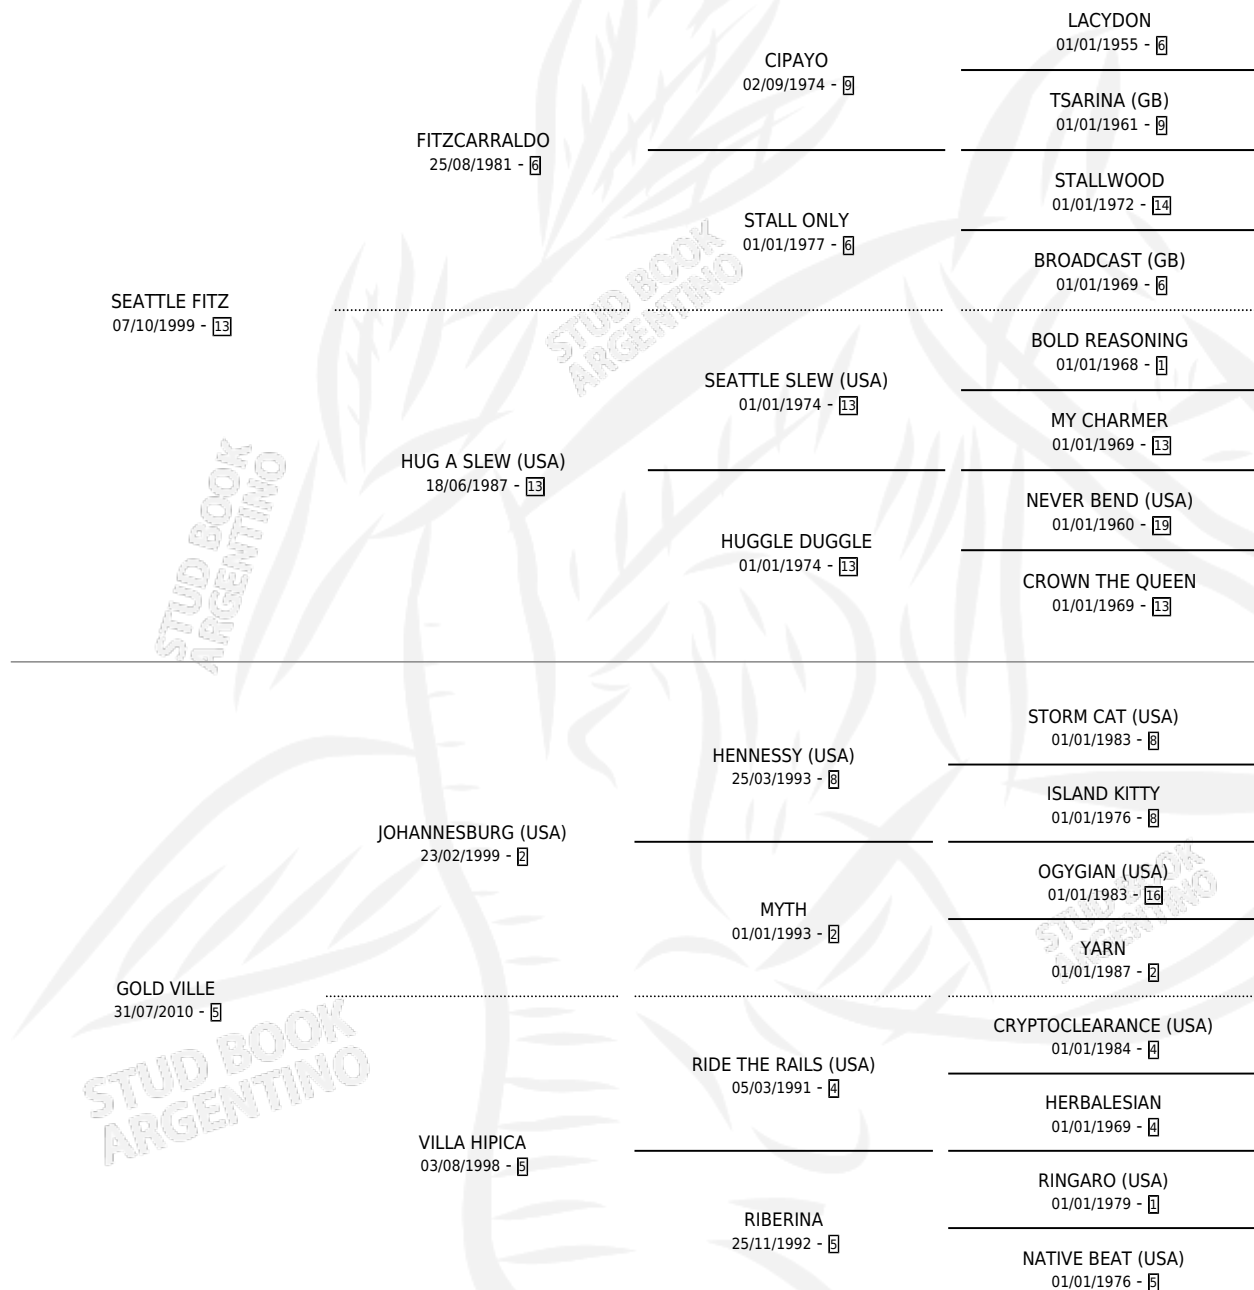 LACYDON
01/01/1955 - 6
CIPAYO
02/09/1974 - 9
TSARINA (GB)
01/01/1961 - 9
FITZCARRALDO
25/08/1981 - 6
STALLWOOD
01/01/1972 - 14
STALL ONLY
01/01/1977 - 6
BROADCAST (GB)
01/01/1969 - 6
SEATTLE FITZ
07/10/1999 - 13
BOLD REASONING
01/01/1968 - 1
SEATTLE SLEW (USA)
01/01/1974 - 13
MY CHARMER
01/01/1969 - 13
HUG A SLEW (USA)
18/06/1987 - 13
NEVER BEND (USA)
01/01/1960 - 19
HUGGLE DUGGLE
01/01/1974 - 13
CROWN THE QUEEN
01/01/1969 - 13
STORM CAT (USA)
01/01/1983 - 8
HENNESSY (USA)
25/03/1993 - 8
ISLAND KITTY
01/01/1976 - 8
JOHANNESBURG (USA)
23/02/1999 - 2
OGYGIAN (USA)
01/01/1983 - 16
MYTH
01/01/1993 - 2
YARN
01/01/1987 - 2
GOLD VILLE
31/07/2010 - 5
CRYPTOCLEARANCE (USA)
01/01/1984 - 4
RIDE THE RAILS (USA)
05/03/1991 - 4
HERBALESIAN
01/01/1969 - 4
VILLA HIPICA
03/08/1998 - 5
RINGARO (USA)
01/01/1979 - 1
RIBERINA
25/11/1992 - 5
NATIVE BEAT (USA)
01/01/1976 - 5
STUD BOOK
ARGENTINO
STUD BOOK
ARGENTINO
STUD BOOK
ARGENTINO
STUD BOOK
ARGENTINO